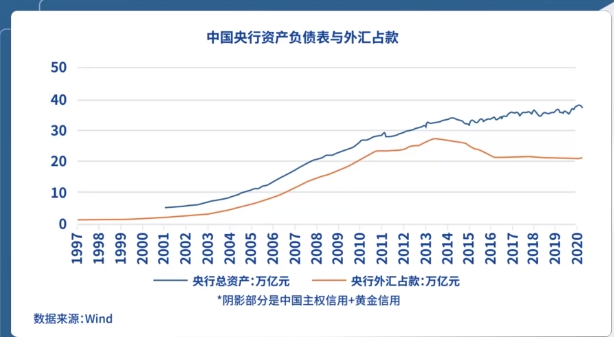 中国央行资产负债表与外汇占款
50
40
30
20
10
0
1997 1998 1999 2000 2001 2002 2003 2004 2005 2006 2007 2008 2009 2010 2011 2012 2013 2014 2015 2016 2017 2018 2019 2020
央行总资产:万亿元 央行外汇占款:万亿元
*阴影部分是中国主权信用+黄金信用
数据来源:Wind